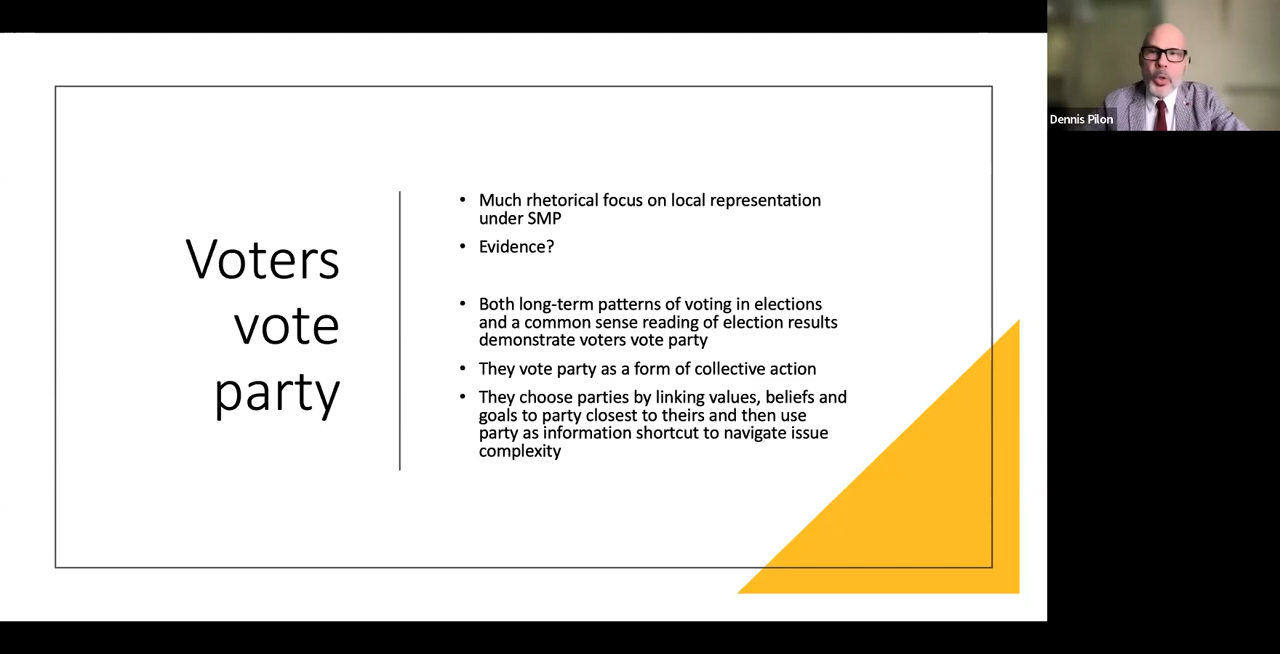 Voters
vote
party
• Much rhetorical focus on local representation
under SMP
• Evidence?
• Both long-term patterns of voting in elections
and a common sense reading of election results
demonstrate voters vote party
• They vote party as a form of collective action
• They choose parties by linking values, beliefs and
goals to party closest to theirs and then use
party as information shortcut to navigate issue
complexity
Dennis Pilon